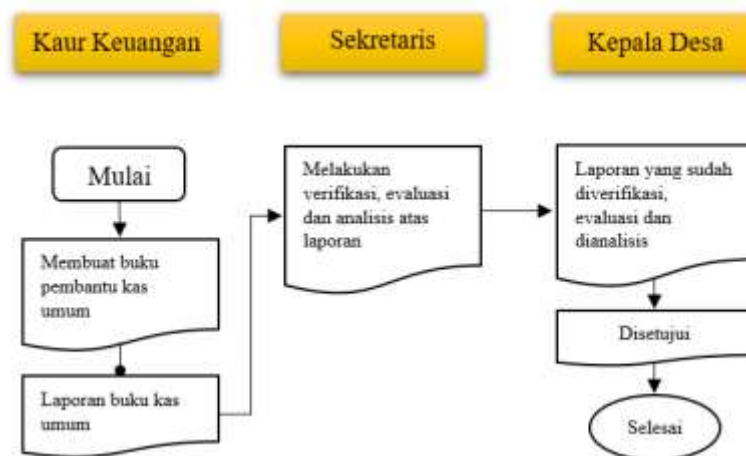 Kaur Keuangan
Sekretaris
Kepala Desa
Mulai
Membuat buku
pembantu kas
umum
Laporan buku kas
umum
Melakukan
verifikasi, evaluasi
dan analisis atas
laporan
Laporan yang sudah
diverifikasi,
evaluasi dan
dianalisis
Disetujui
Selesai